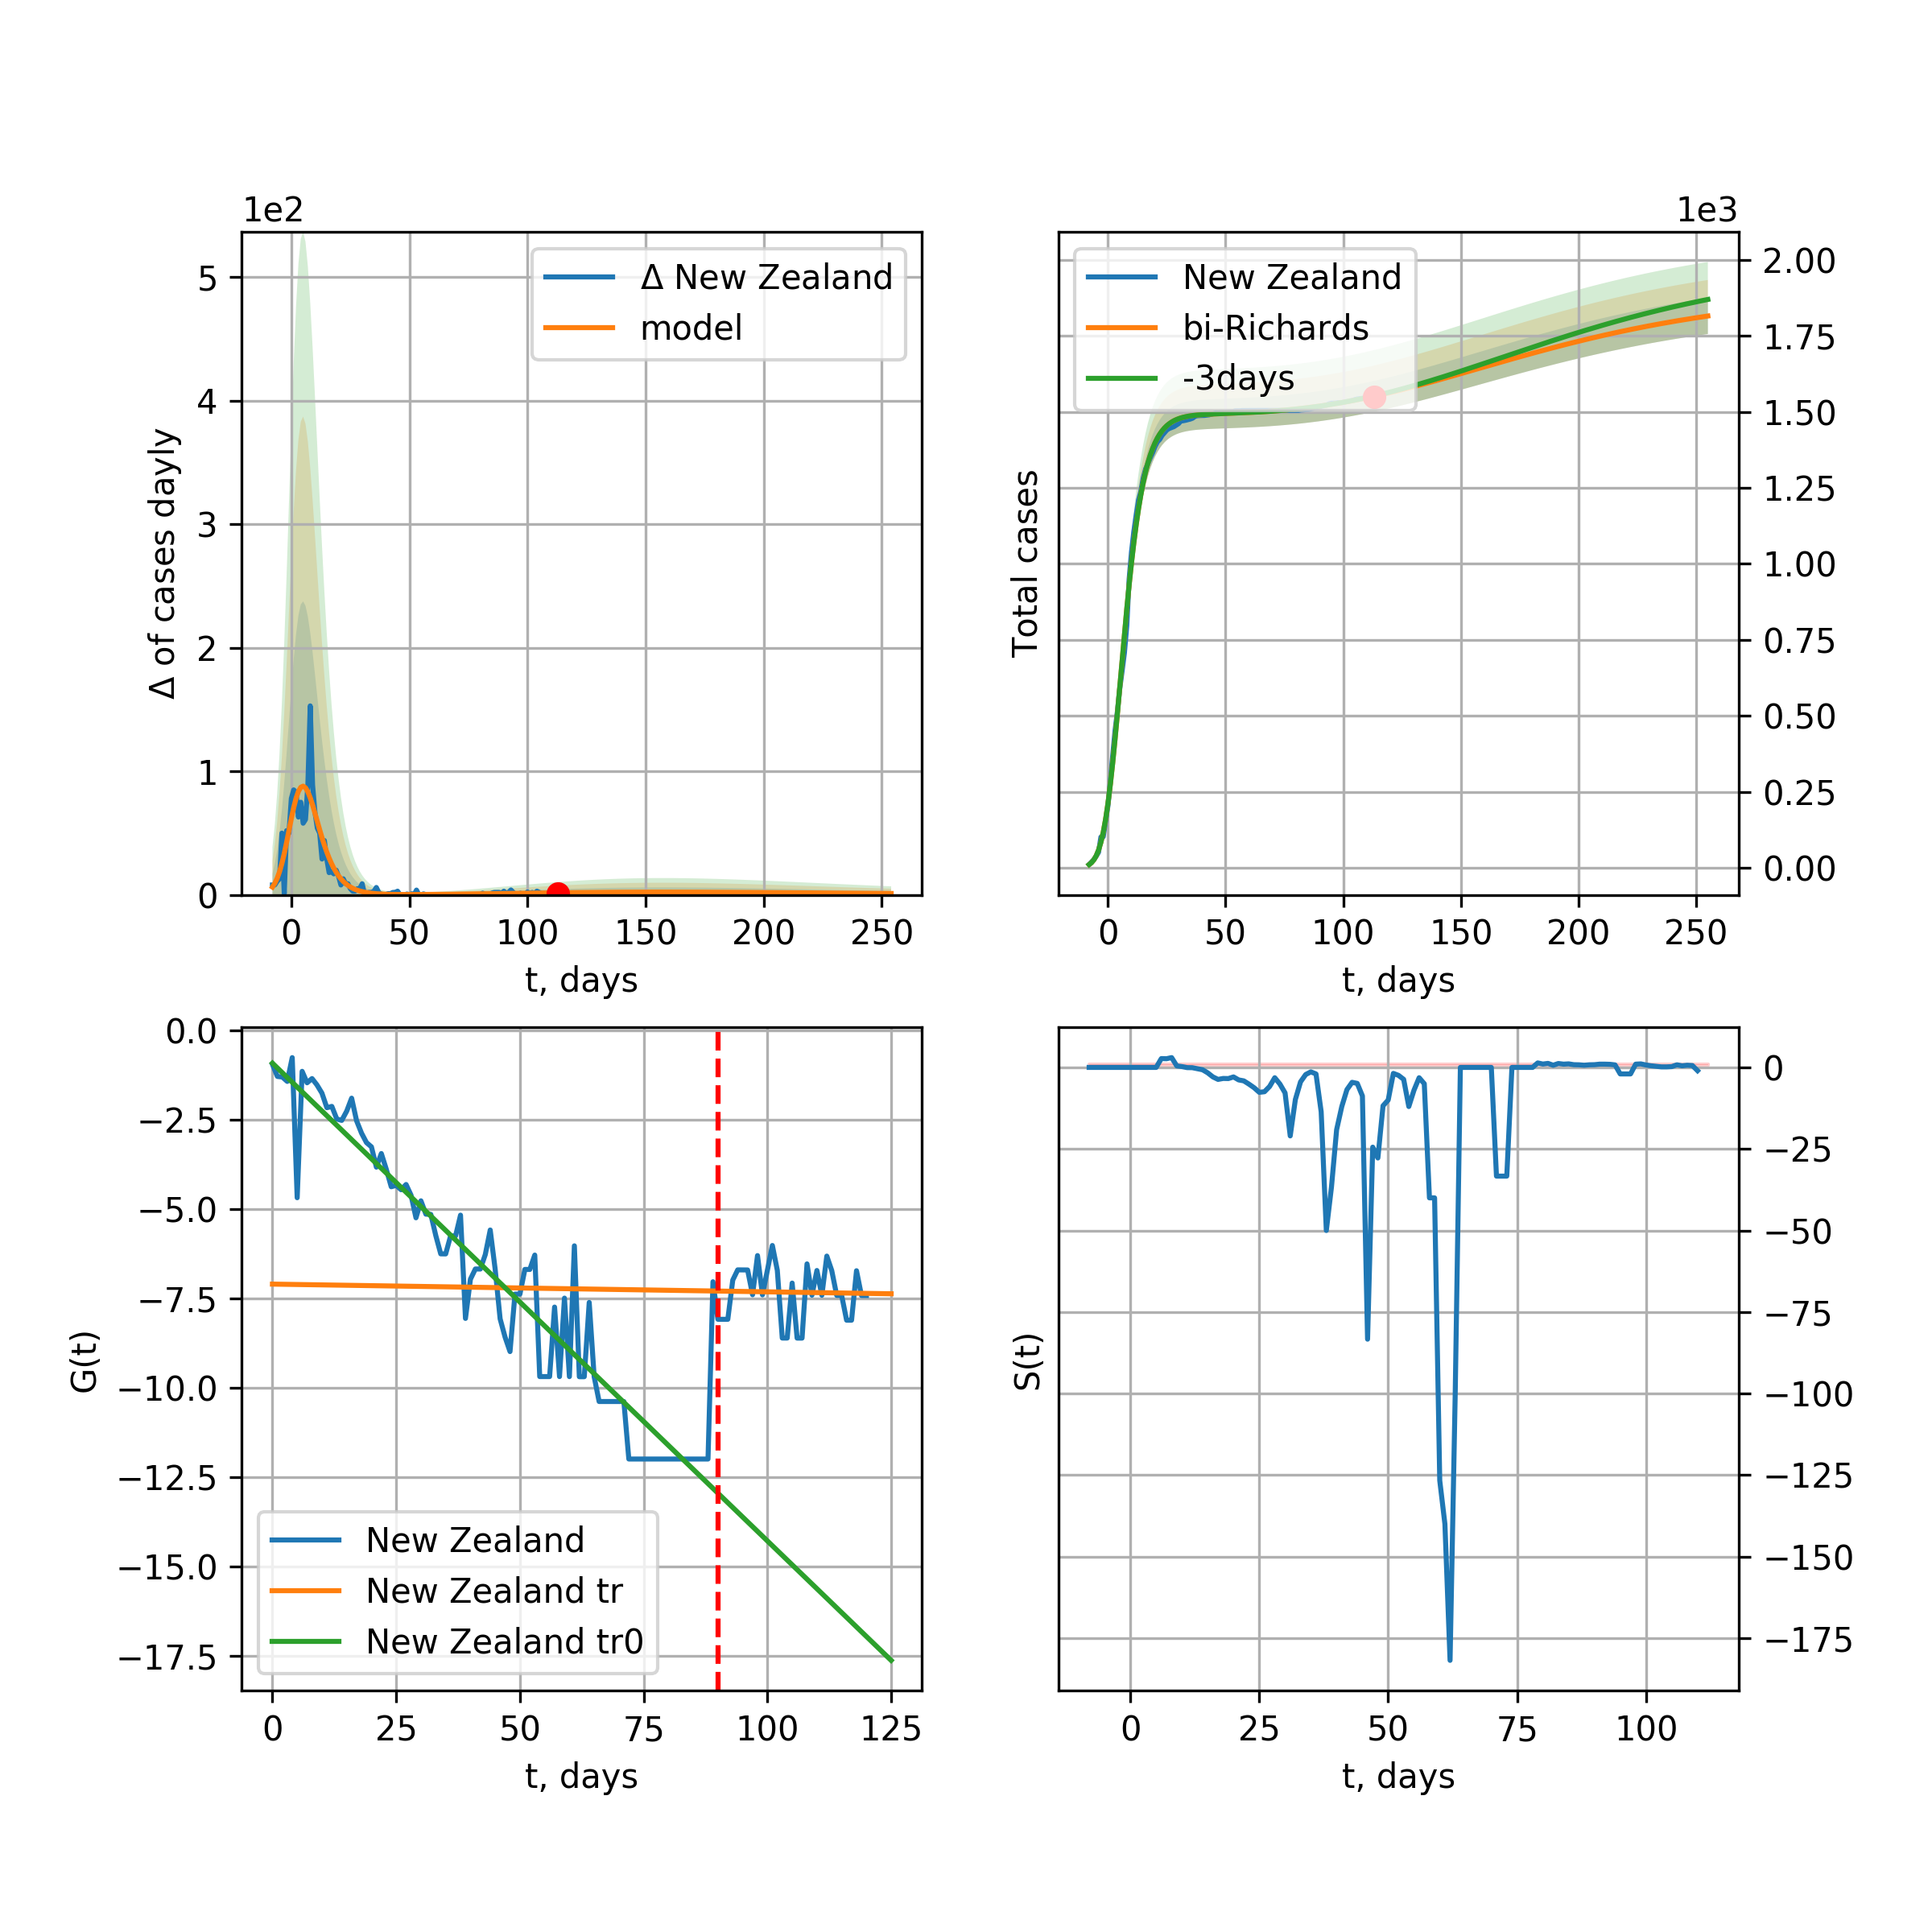 1e2
Δ of cases dayly
5
4
3
2
1
0
0 50 100 150 200 250
t, days
Δ New Zealand
model
1e3
Total cases
2.00
1.75
1.50
1.25
1.00
0.75
0.50
0.25
0.00
0 50 100 150 200 250
t, days
New Zealand
bi-Richards
-3days
G(t)
0.0
−2.5
−5.0
−7.5
−10.0
−12.5
−15.0
−17.5
0 25 50 75 100 125
t, days
New Zealand
New Zealand tr
New Zealand tr0
S(t)
0
−25
−50
−75
−100
−125
−150
−175
0 25 50 75 100
t, days